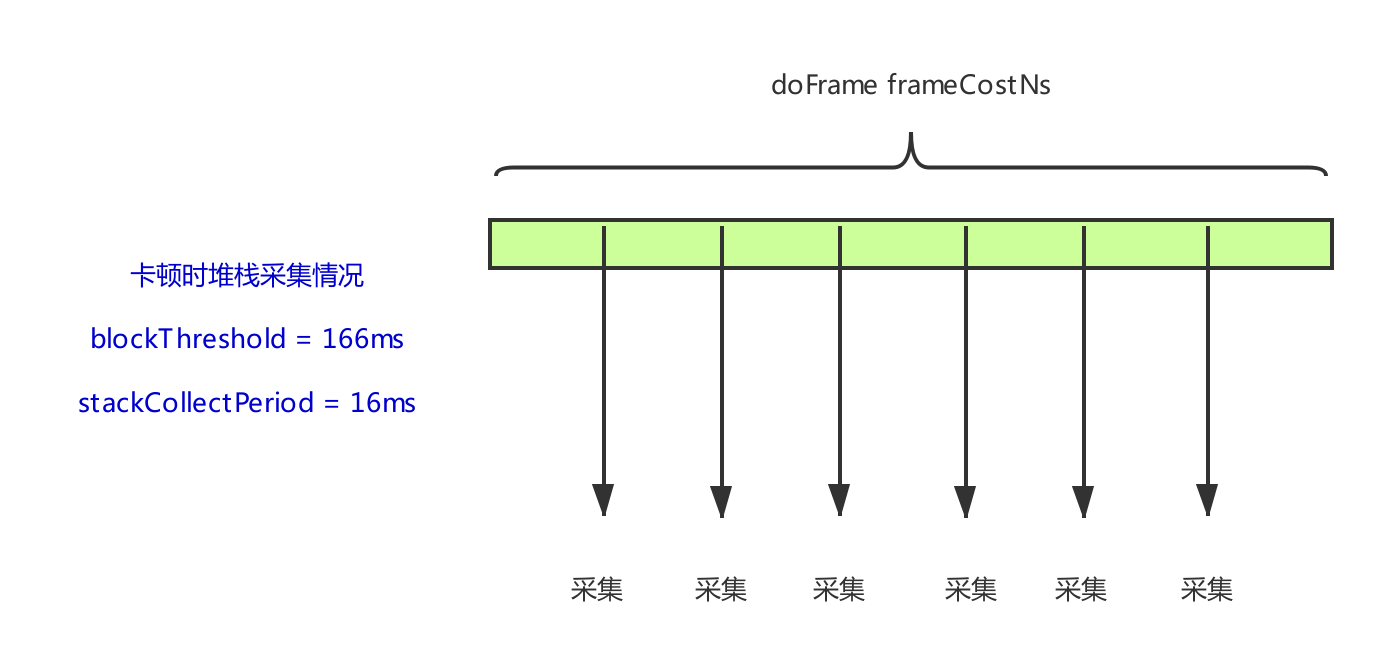 doFrame frameCostNs
卡顿时堆栈采集情况
blockThreshold = 166ms
stackCollectPeriod = 16ms
采集 采集 采集 采集 采集 采集